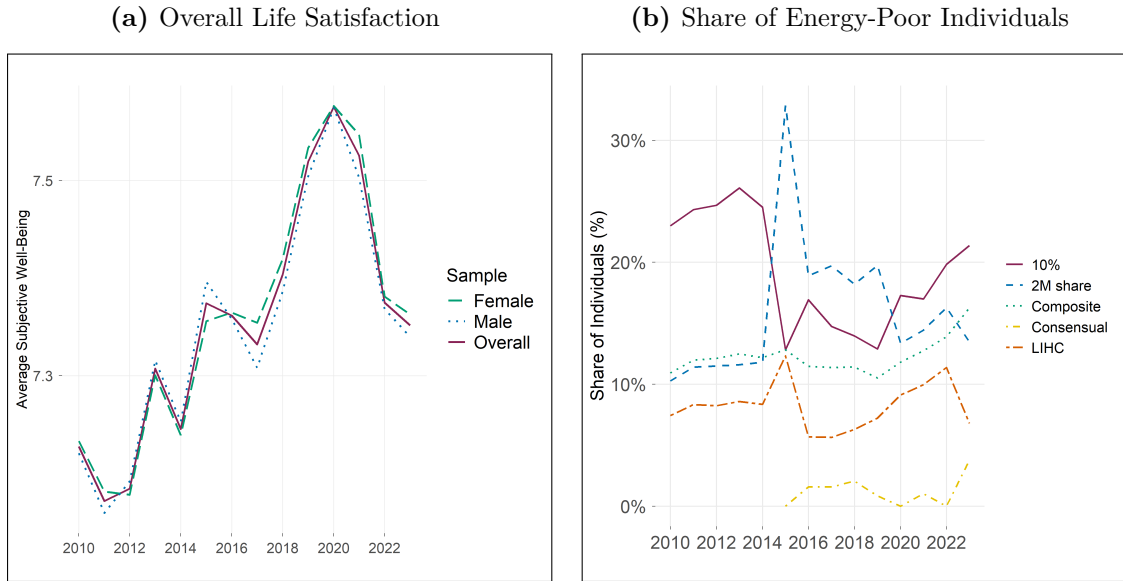 (a) Overall Life Satisfaction
Average Subjective Well-Being
7.5
7.3
2010 2012 2014 2016 2018 2020 2022
Sample
Female
Male
Overall
(b) Share of Energy-Poor Individuals
Share of Individuals (%)
30%
20%
10%
0%
2010 2012 2014 2016 2018 2020 2022
10%
2M share
Composite
Consensual
LIHC